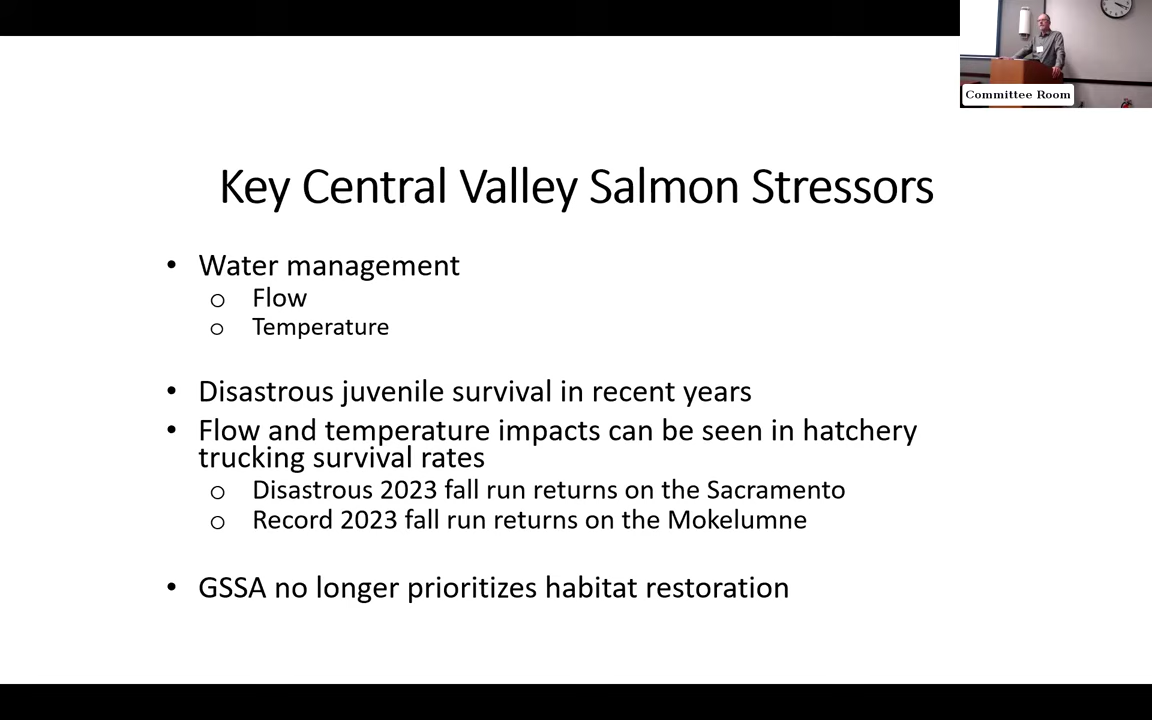 Committee Room
Key Central Valley Salmon Stressors
• Water management
o Flow
o Temperature
• Disastrous juvenile survival in recent years
• Flow and temperature impacts can be seen in hatchery
trucking survival rates
o Disastrous 2023 fall run returns on the Sacramento
o Record 2023 fall run returns on the Mokelumne
• GSSA no longer prioritizes habitat restoration